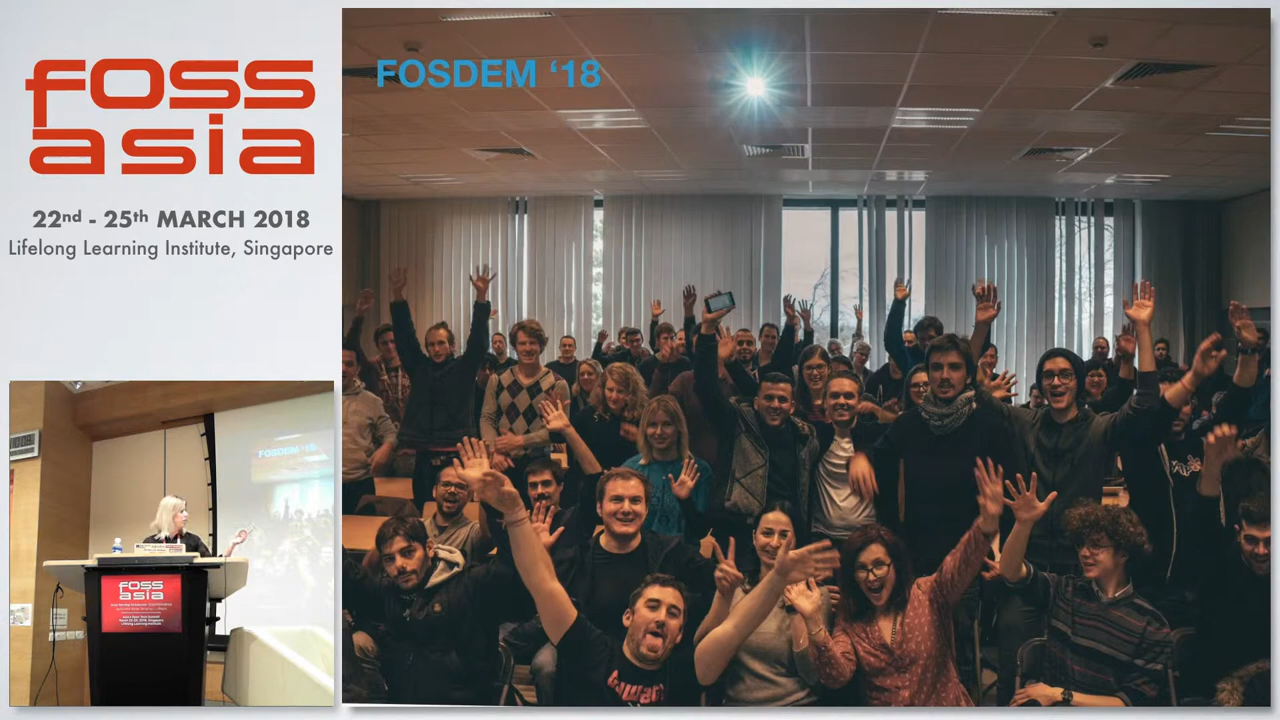 foss
asia
22nd - 25th MARCH 2018
Lifelong Learning Institute, Singapore
FOSDEM ‘18
FOSDEM ‘18
FOSS
asia